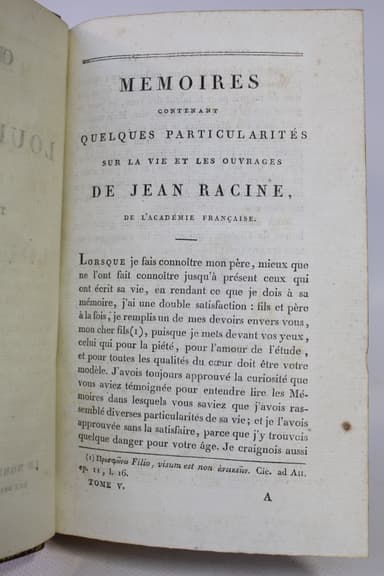 MEMOIRES
CONTENANT
QUELQUES PARTICULARITÉS
SUR LA VIE ET LES OUVRAGES
DE JEAN RACINE,
DE L'ACADÉMIE FRANÇAISE.
LORSQUE je fais connoître mon père, mieux que
ne l'ont fait connoître jusqu'à présent ceux qui
ont écrit sa vie, en rendant ce que je dois à sa
mémoire, j'ai une double satisfaction : fils et père
à la fois, je remplis un de mes devoirs envers vous,
mon cher fils(1), puisque je mets devant vos yeux,
celui qui pour la piété, pour l'amour de l'étude,
et pour toutes les qualités du cœur doit être votre
modèle. J'avois toujours approuvé la curiosité que
vous aviez témoignée pour entendre lire les Mé-
moires dans lesquels vous saviez que j'avois ras-
semblé diverses particularités de sa vie; et je l'avois
approuvée sans la satisfaire, parce que j'y trouvois
quelque danger pour votre âge. Je craignois aussi
(1) Filio, visum est non Cic. ad Att.
ep. 11, l. 16.
TOME V. A
LOUI